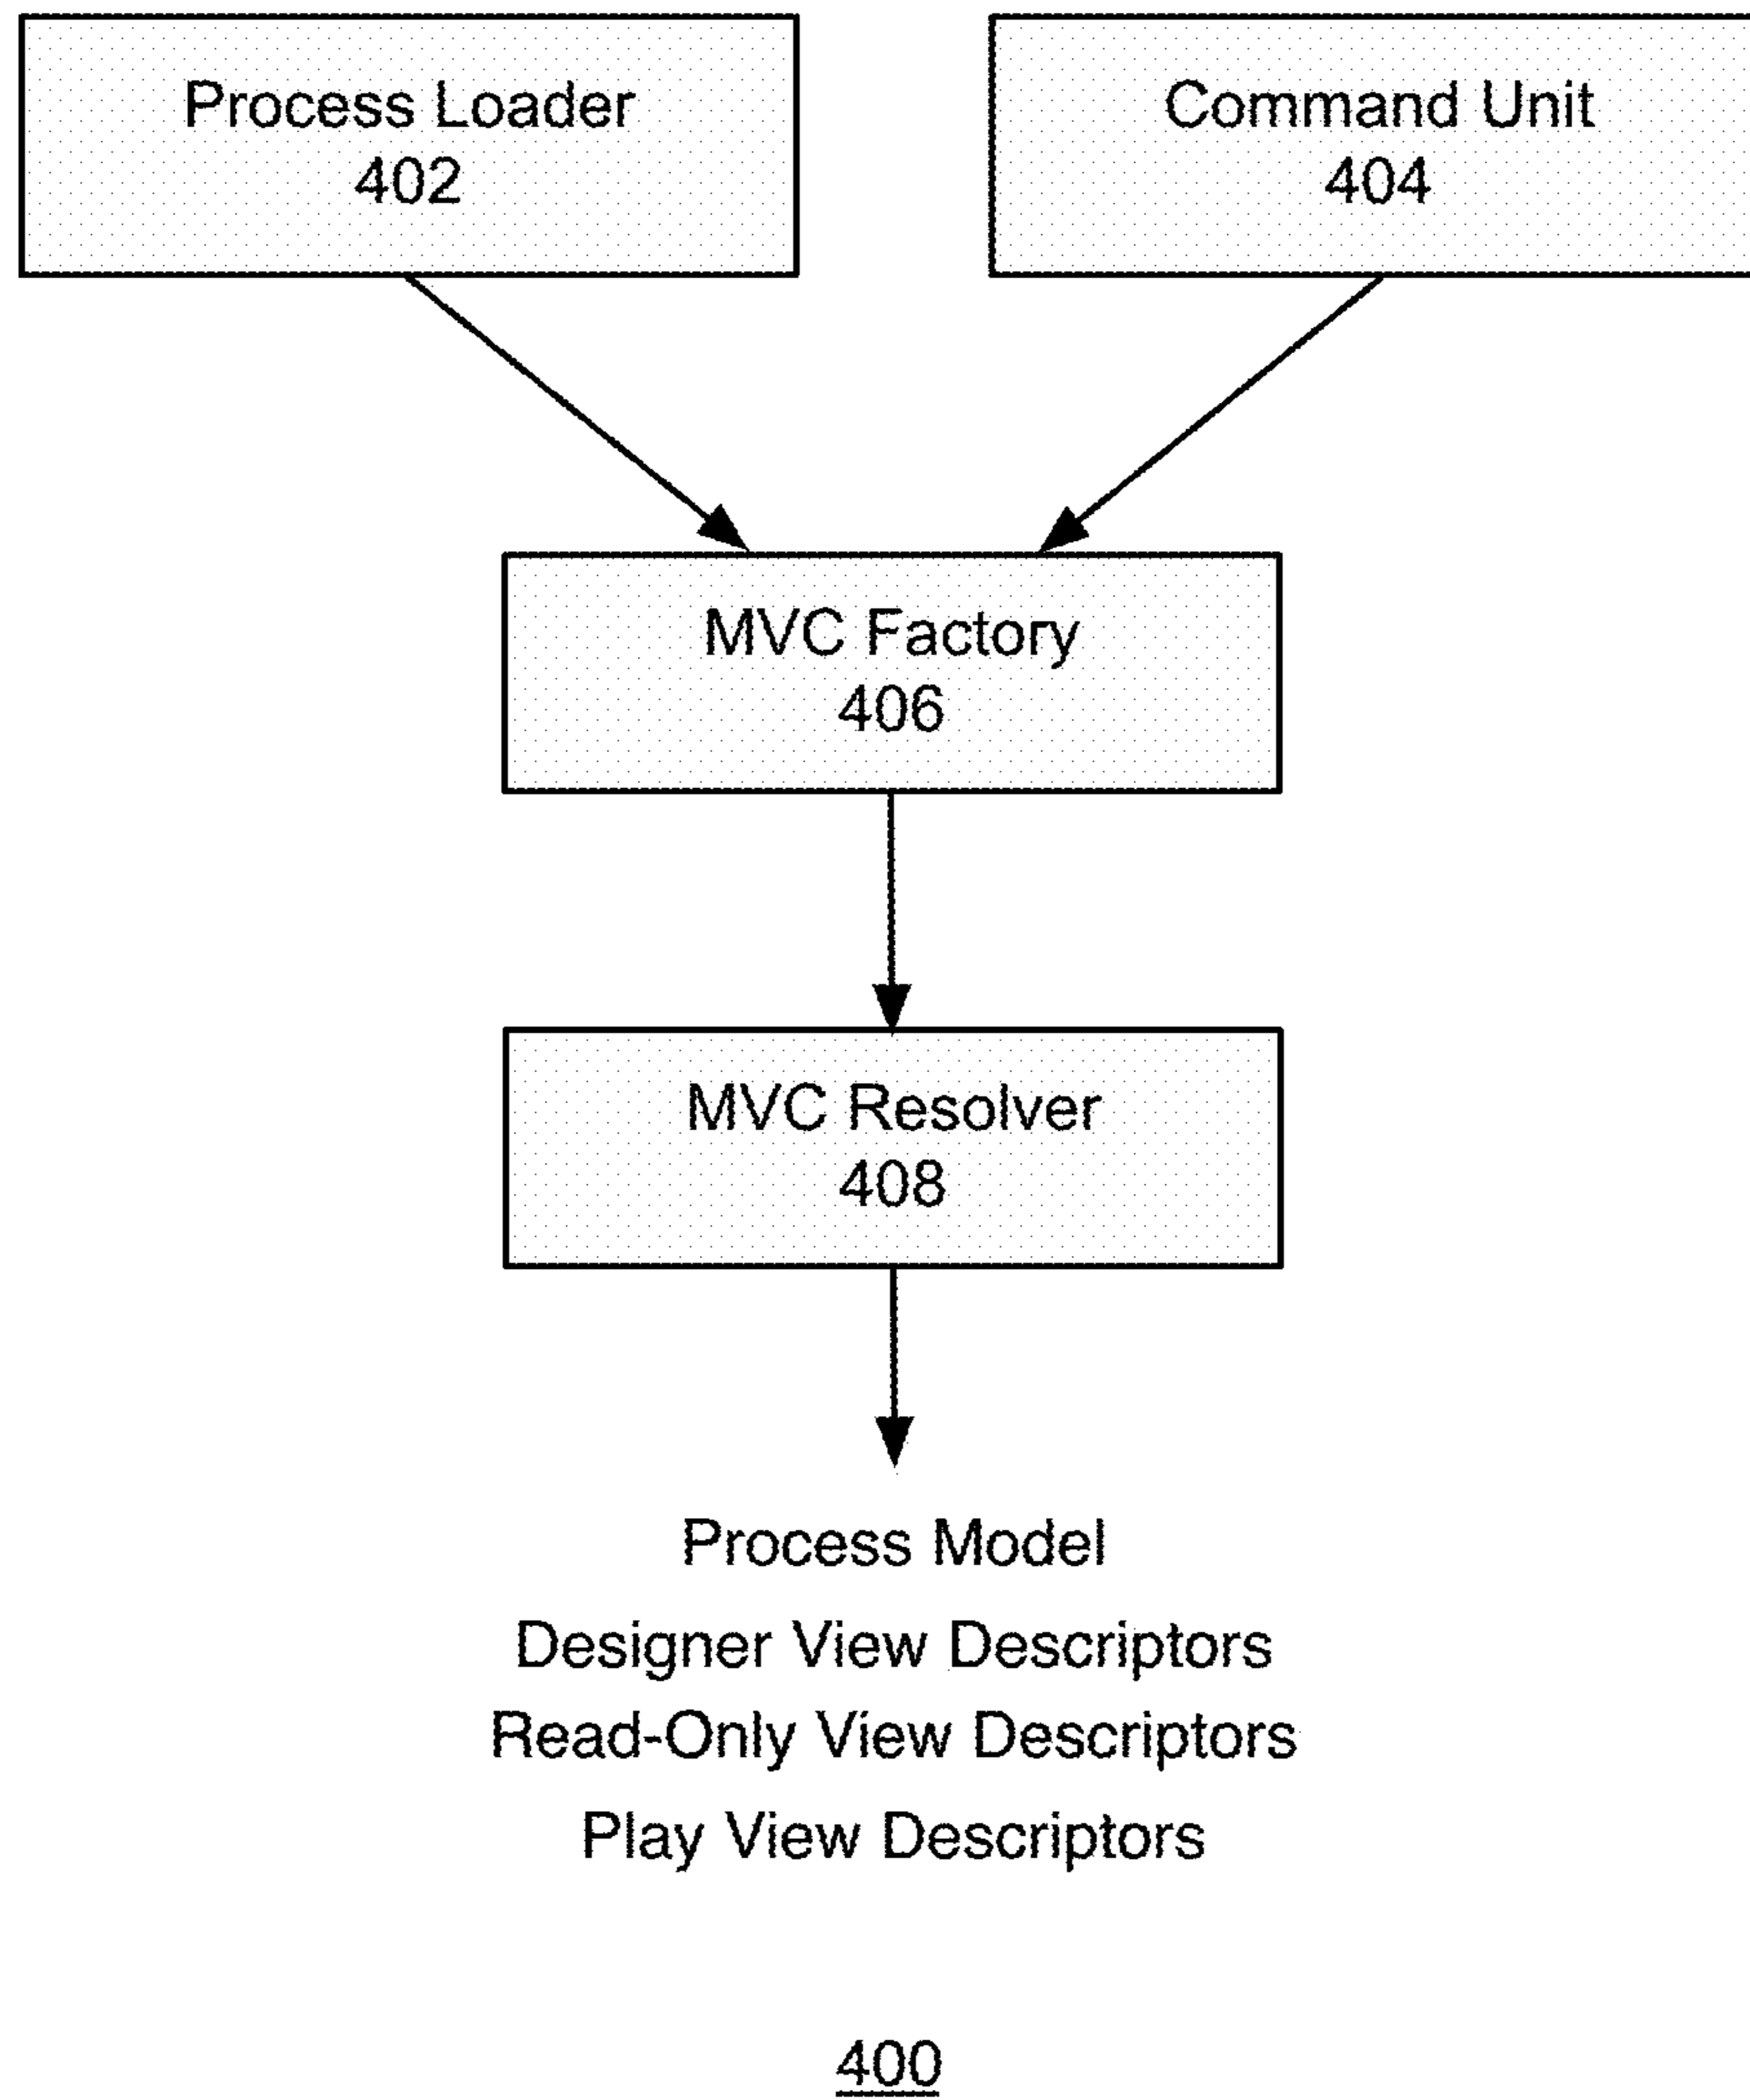 Process Loader
402
Command Unit
404
MVC Factory
406
MVC Resolver
408
Process Model
Designer View Descriptors
Read-Only View Descriptors
Play View Descriptors
400